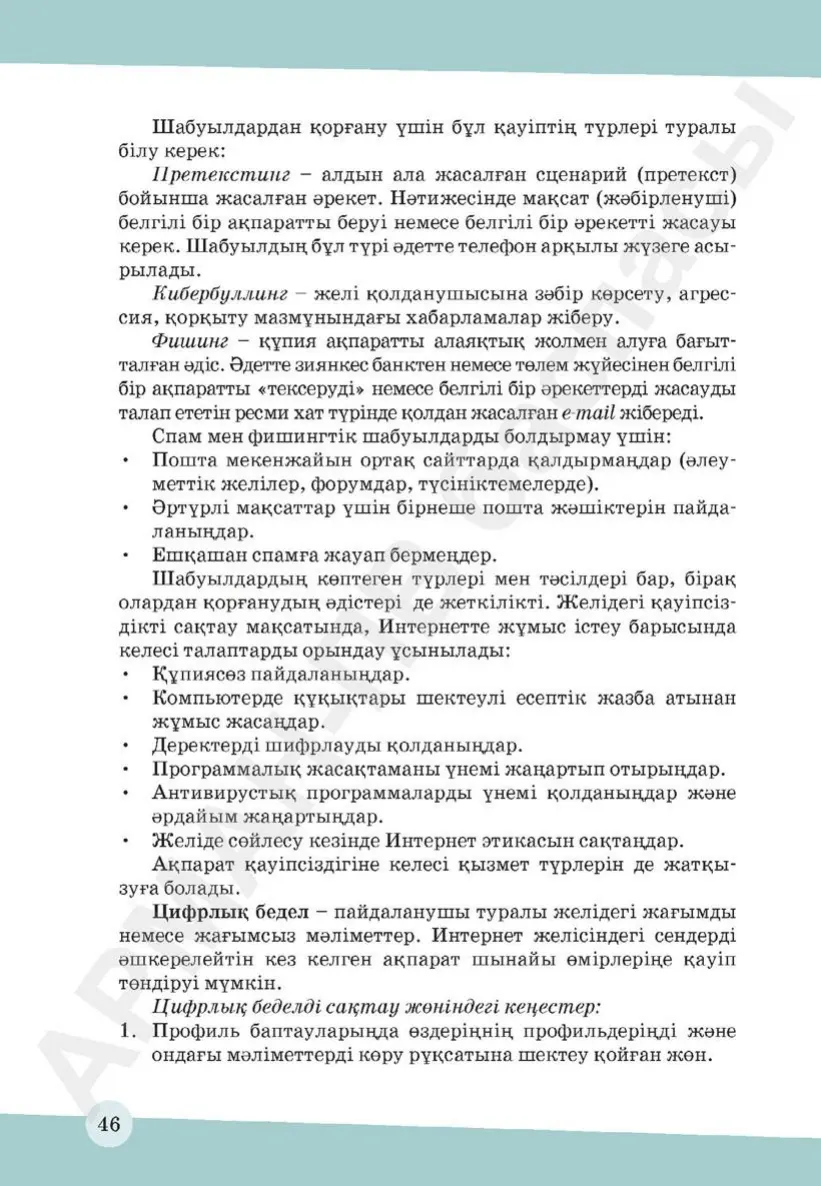 Шабуылдардан қорғану үшін бұл қауіптің түрлері туралы
білу керек:
Претекстинг – алдын ала жасалған сценарий (претекст)
бойынша жасалған әрекет. Нәтижесінде мақсат (жәбірленуші)
белгілі бір ақпаратты беруі немесе белгілі бір әрекетті жасауы
керек. Шабуылдың бұл түрі әдетте телефон арқылы жүзеге асы-
рылады.
Кибербуллинг – желі қолданушысына зәбір көрсету, агрес-
сия, қорқыту мазмұнындағы хабарламалар жіберу.
Фишинг – құпия ақпаратты алаяқтық жолмен алуға бағыт-
талған әдіс. Әдетте зиянкес банктен немесе төлем жүйесінен белгілі
бір ақпаратты «тексеруді» немесе белгілі бір әрекеттерді жасауды
талап ететін ресми хат түрінде қолдан жасалған e-mail жібереді.
Спам мен фишингтік шабуылдарды болдырмау үшін:
• Пошта мекенжайын ортақ сайттарда қалдырмаңдар (әлеу-
меттік желілер, форумдар, түсініктемелерде).
• Әртүрлі мақсаттар үшін бірнеше пошта жәшіктерін пайда-
ланыңдар.
• Ешқашан спамға жауап бермеңдер.
Шабуылдардың көптеген түрлері мен тәсілдері бар, бірақ
олардан қорғанудың әдістері де жеткілікті. Желідегі қауіпсіз-
дікті сақтау мақсатында, Интернетте жұмыс істеу барысында
келесі талаптарды орындау ұсынылады:
• Құпиясөз пайдаланыңдар.
• Компьютерде құқықтары шектеулі есептік жазба атынан
жұмыс жасаңдар.
• Деректерді шифрлауды қолданыңдар.
• Программалық жасақтаманы үнемі жаңартып отырыңдар.
• Антивирустық программаларды үнемі қолданыңдар және
әрдайым жаңартыңдар.
• Желіде сөйлесу кезінде Интернет этикасын сақтаңдар.
Ақпарат қауіпсіздігіне келесі қызмет түрлерін де жатқы-
зуға болады.
Цифрлық бедел – пайдаланушы туралы желідегі жағымды
немесе жағымсыз мәліметтер. Интернет желісіндегі сендерді
әшкерелейтін кез келген ақпарат шынайы өмірлеріңе қауіп
төндіруі мүмкін.
Цифрлық беделді сақтау жөніндегі кеңестер:
1. Профиль баптауларыңда өздеріңнің профильдеріңді және
ондағы мәліметтерді көру рұқсатына шектеу қойған жөн.
46
АРМАН-ПВ баспасы